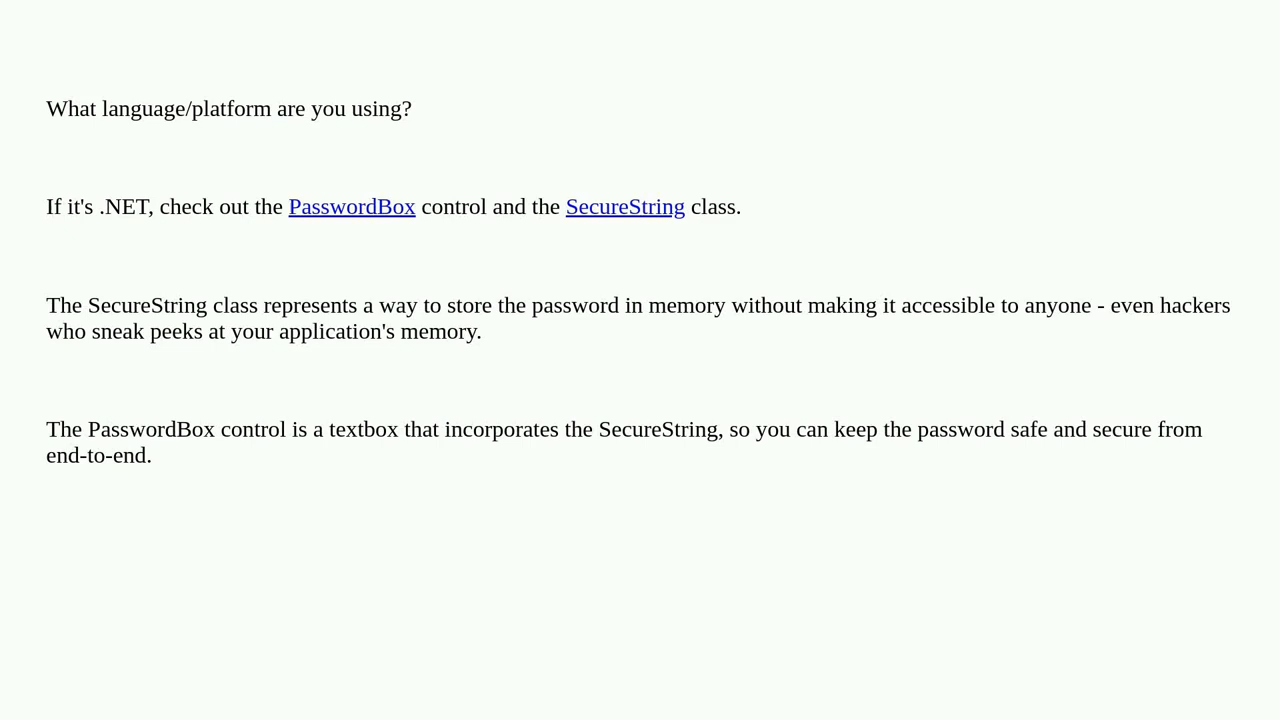 What language/platform are you using?
If it's .NET, check out the PasswordBox control and the SecureString class.
The SecureString class represents a way to store the password in memory without making it accessible to anyone - even hackers
who sneak peeks at your application's memory.
The PasswordBox control is a textbox that incorporates the SecureString, so you can keep the password safe and secure from
end-to-end.